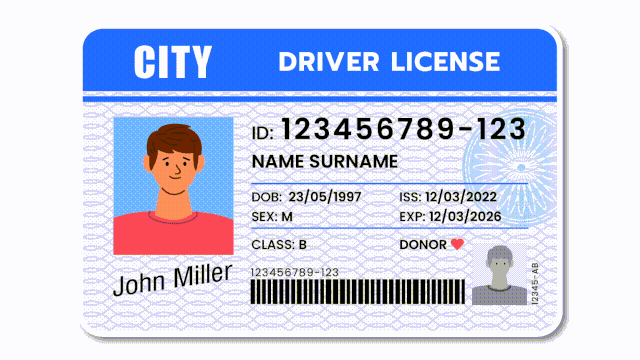 CITY DRIVER LICENSE
ID: 123456789-123
NAME SURNAME
DOB: 23/05/1997 ISS: 12/03/2022
SEX: M EXP: 12/03/2026
CLASS: B DONOR
John Miller
123456789-123
12345-AB